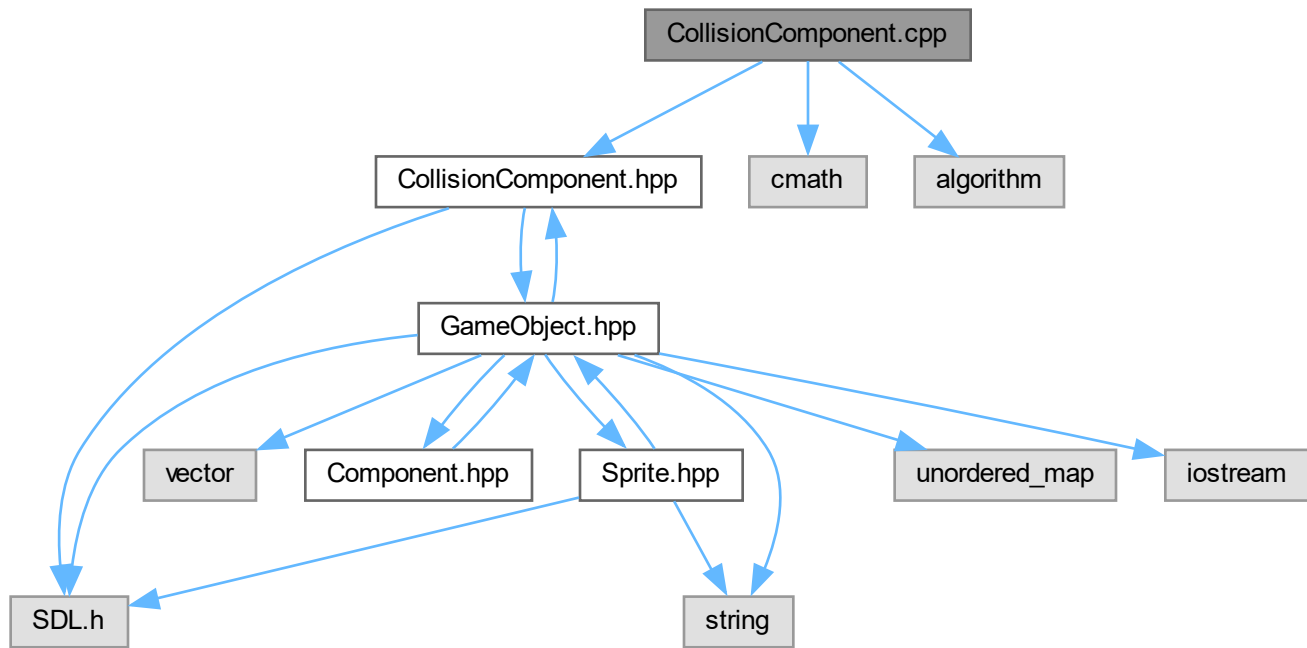 CollisionComponent.cpp
CollisionComponent.hpp
cmath
algorithm
GameObject.hpp
vector
Component.hpp
Sprite.hpp
unordered_map
iostream
SDL.h
string